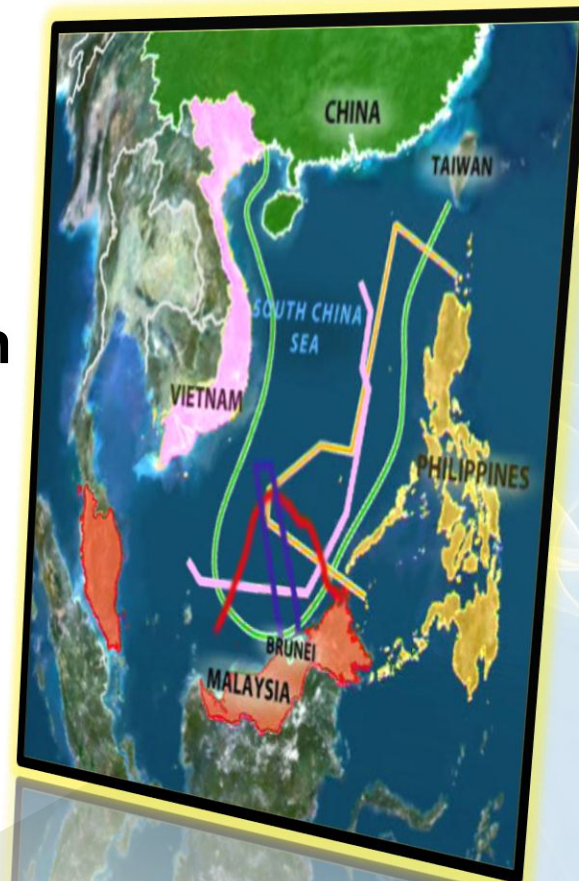 n
CHINA
TAIWAN
SOUTH CHINA
SEA
VIETNAM
PHILIPPINES
BRUNEI
MALAYSIA